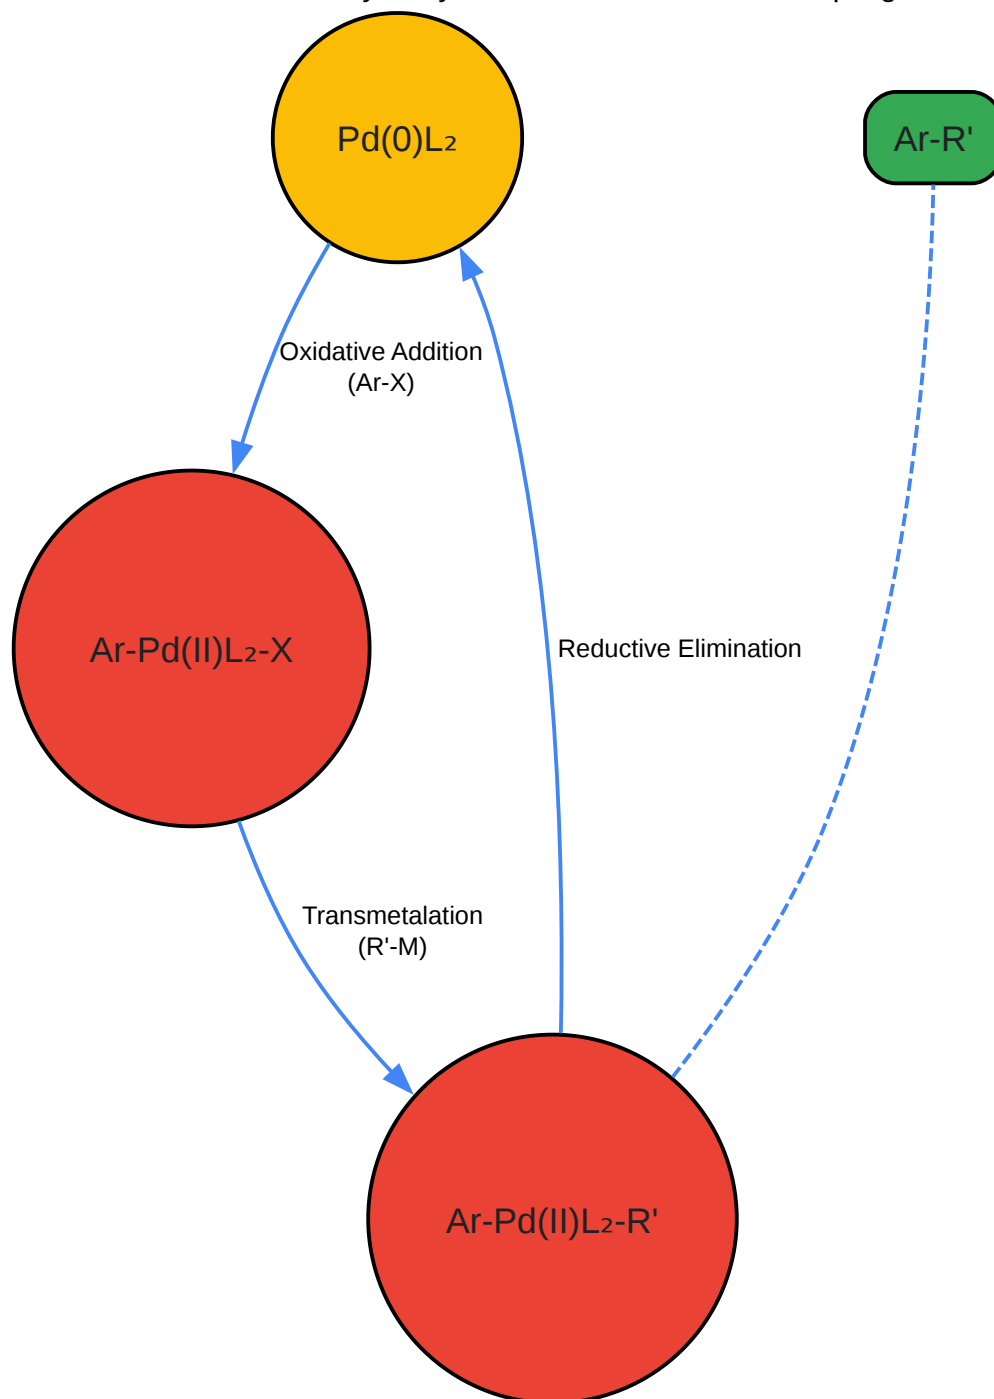 Pd(0)L₂
Ar-R'
Oxidative Addition
(Ar-X)
Ar-Pd(II)L₂-X
Reductive Elimination
Transmetalation
(R'-M)
Ar-Pd(II)L₂-R'